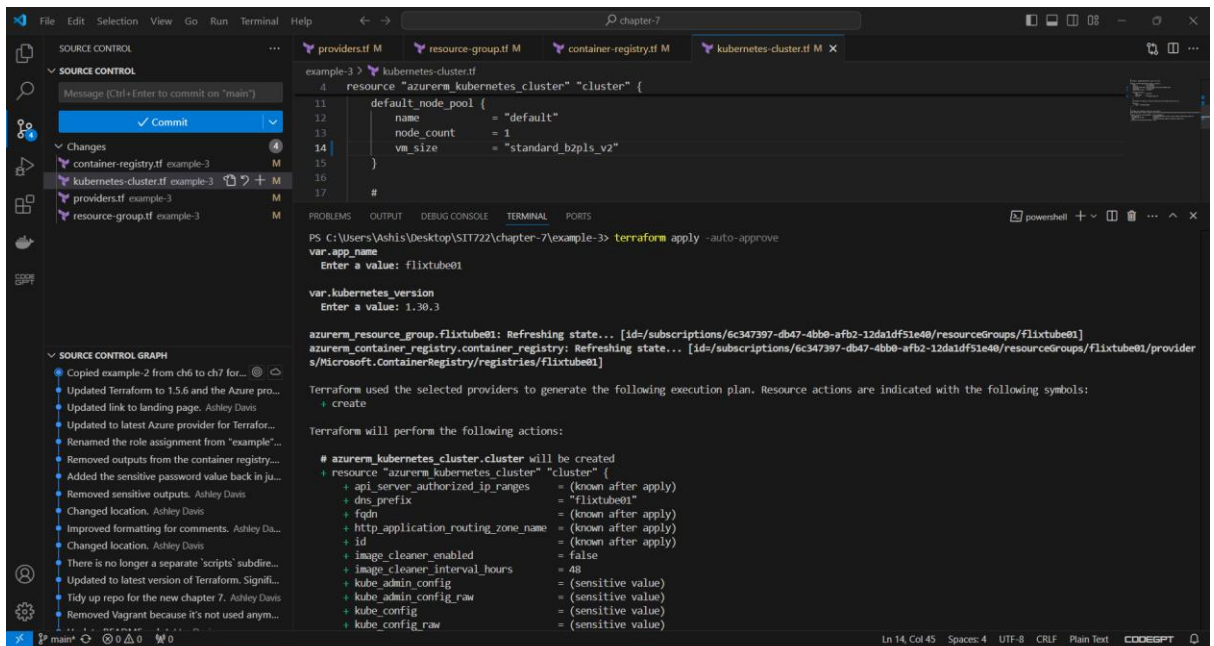 File Edit Selection View Go Run Terminal Help
chapter-7
SOURCE CONTROL
SOURCE CONTROL
Message (Ctrl+Enter to commit on "main")
Commit
Changes 4
container-registry.tf example-3 M
kubernetes-cluster.tf example-3 M
providers.tf example-3 M
resource-group.tf example-3 M
4
CODE
GPT
SOURCE CONTROL GRAPH
Copied example-2 from ch6 to ch7 for...
Updated Terraform to 1.5.6 and the Azure pro...
Updated link to landing page. Ashley Davis
Updated to latest Azure provider for Terrafor...
Renamed the role assignment from "example"...
Removed outputs from the container registry....
Added the sensitive password value back in ju...
Removed sensitive outputs. Ashley Davis
Changed location. Ashley Davis
Improved formatting for comments. Ashley Da...
Changed location. Ashley Davis
There is no longer a separate `scripts` subdire...
Updated to latest version of Terraform. Signifi...
Tidy up repo for the new chapter 7. Ashley Davis
Removed Vagrant because it's not used anym...
providers.tf M resource-group.tf M container-registry.tf M kubernetes-cluster.tf M
example-3 > kubernetes-cluster.tf
4 resource "azurerm_kubernetes_cluster" "cluster" {
11 default_node_pool {
12 name = "default"
13 node_count = 1
14 vm_size = "standard_b2pls_v2"
15 }
16
17 #
PROBLEMS OUTPUT DEBUG CONSOLE TERMINAL PORTS powershell
PS C:\Users\Ashis\Desktop\SIT722\chapter-7\example-3> terraform apply -auto-approve
var.app_name
Enter a value: flixtube01
var.kubernetes_version
Enter a value: 1.30.3
azurerm_resource_group.flixtube01: Refreshing state... [id=/subscriptions/6c347397-db47-4bb0-afb2-12da1df51e40/resourceGroups/flixtube01]
azurerm_container_registry.container_registry: Refreshing state... [id=/subscriptions/6c347397-db47-4bb0-afb2-12da1df51e40/resourceGroups/flixtube01/provider
s/Microsoft.ContainerRegistry/registries/flixtube01]
Terraform used the selected providers to generate the following execution plan. Resource actions are indicated with the following symbols:
+ create
Terraform will perform the following actions:
# azurerm_kubernetes_cluster.cluster will be created
+ resource "azurerm_kubernetes_cluster" "cluster" {
+ api_server_authorized_ip_ranges = (known after apply)
+ dns_prefix = "flixtube01"
+ fqdn = (known after apply)
+ http_application_routing_zone_name = (known after apply)
+ id = (known after apply)
+ image_cleaner_enabled = false
+ image_cleaner_interval_hours = 48
+ kube_admin_config = (sensitive value)
+ kube_admin_config_raw = (sensitive value)
+ kube_config = (sensitive value)
+ kube_config_raw = (sensitive value)
main* 0 0 0 Ln 14, Col 45 Spaces: 4 UTF-8 CRLF Plain Text CODEGPT